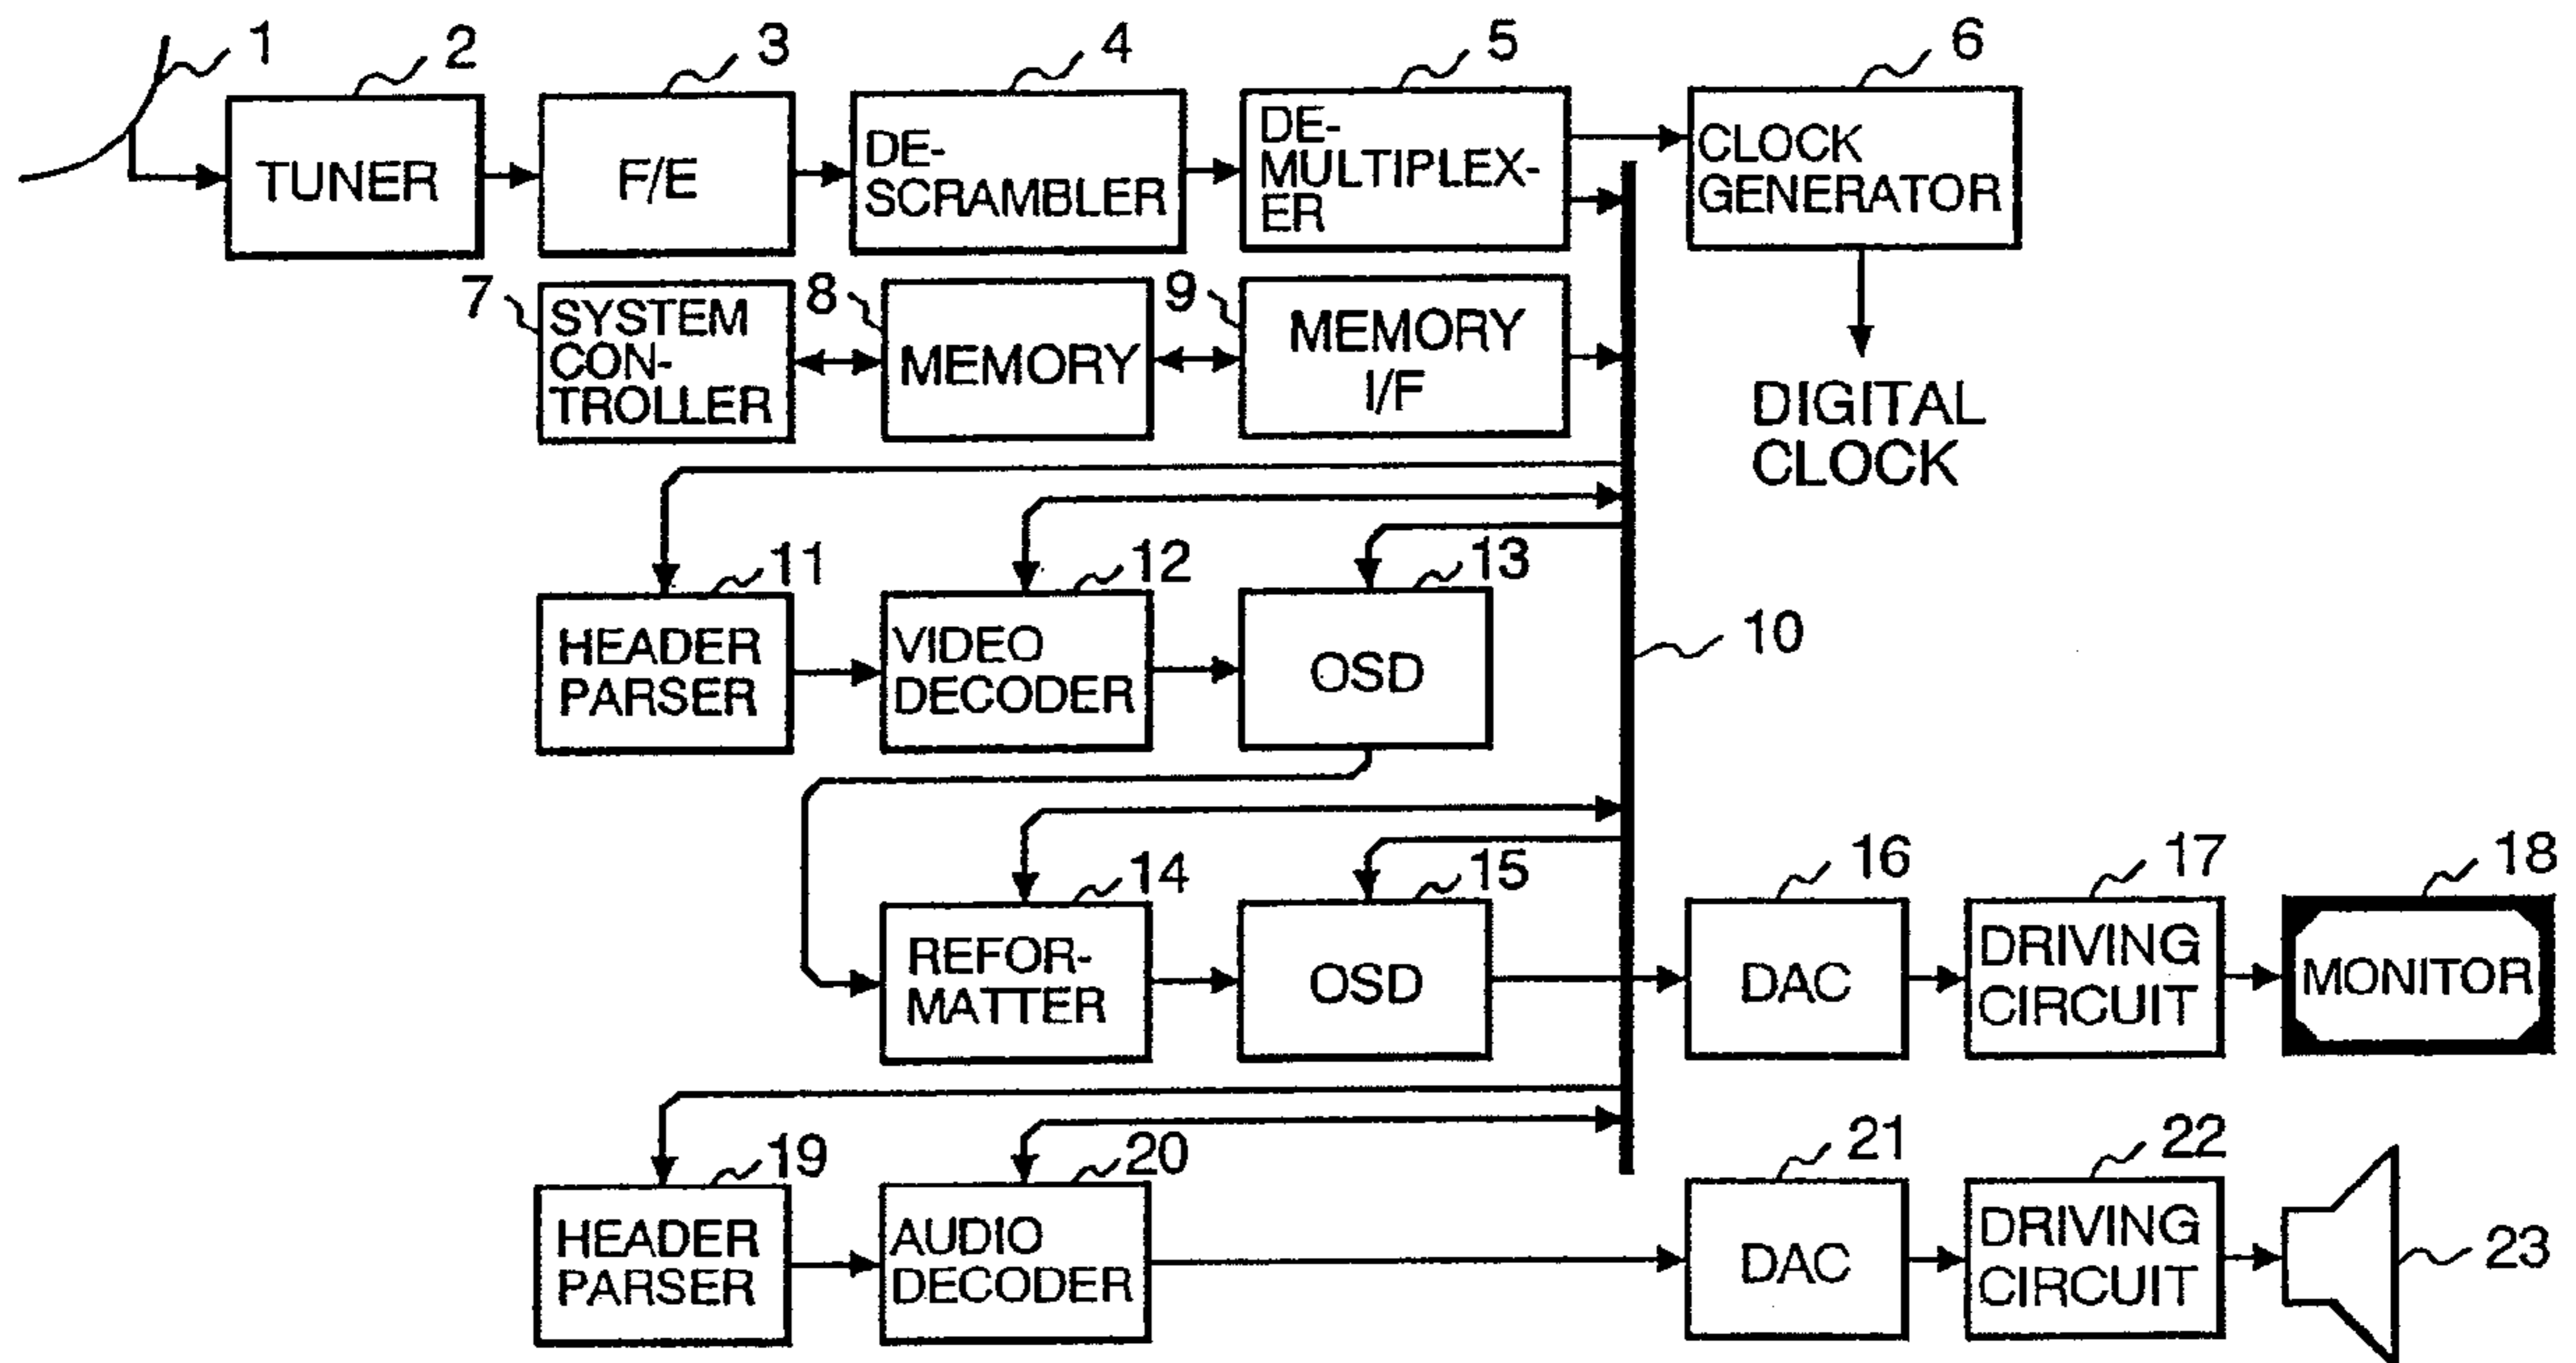 1
2
3
4
5
6
TUNER
F/E
DE-
SCRAMBLER
DE-
MULTIPLEX-
ER
CLOCK
GENERATOR
7
8
9
SYSTEM
CON-
TROLLER
MEMORY
MEMORY
I/F
DIGITAL
CLOCK
11
12
13
10
HEADER
PARSER
VIDEO
DECODER
OSD
14
15
16
17
18
REFOR-
MATTER
OSD
DAC
DRIVING
CIRCUIT
MONITOR
19
20
21
22
23
HEADER
PARSER
AUDIO
DECODER
DAC
DRIVING
CIRCUIT